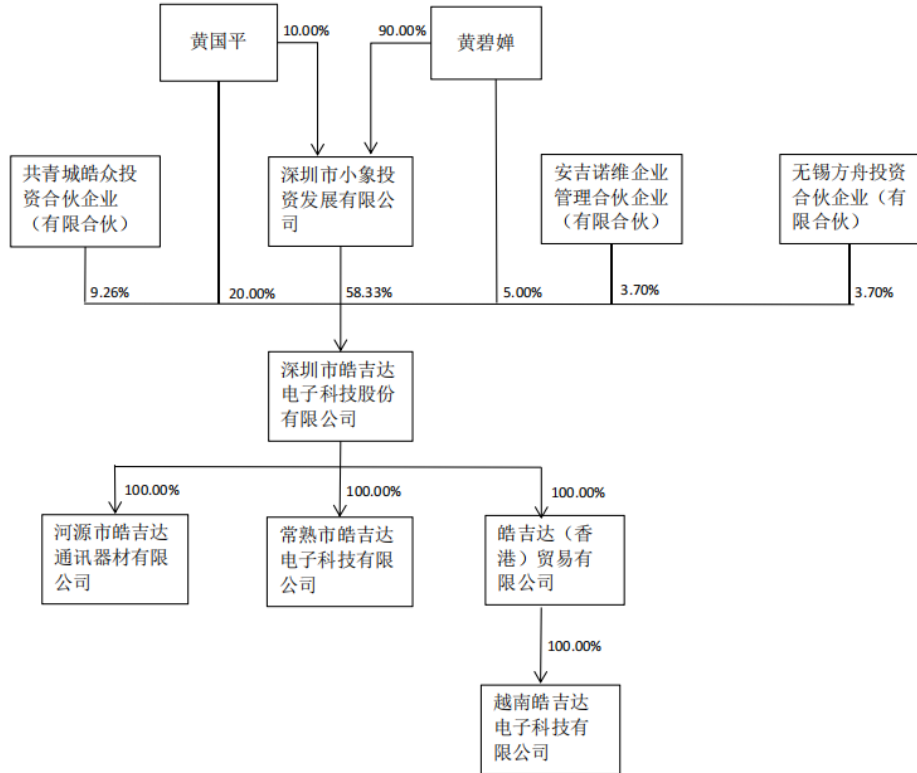 黄国平
10.00%
90.00%
黄碧婵
共青城皓众投
资合伙企业
（有限合伙）
深圳市小象投
资发展有限公
司
安吉诺维企业
管理合伙企业
（有限合伙）
无锡方舟投资
合伙企业（有
限合伙）
9.26%
20.00%
58.33%
5.00%
3.70%
3.70%
深圳市皓吉达
电子科技股份
有限公司
100.00%
100.00%
100.00%
河源市皓吉达
通讯器材有限
公司
常熟市皓吉达
电子科技有限
公司
皓吉达（香
港）贸易有
限公司
100.00%
越南皓吉达
电子科技有
限公司